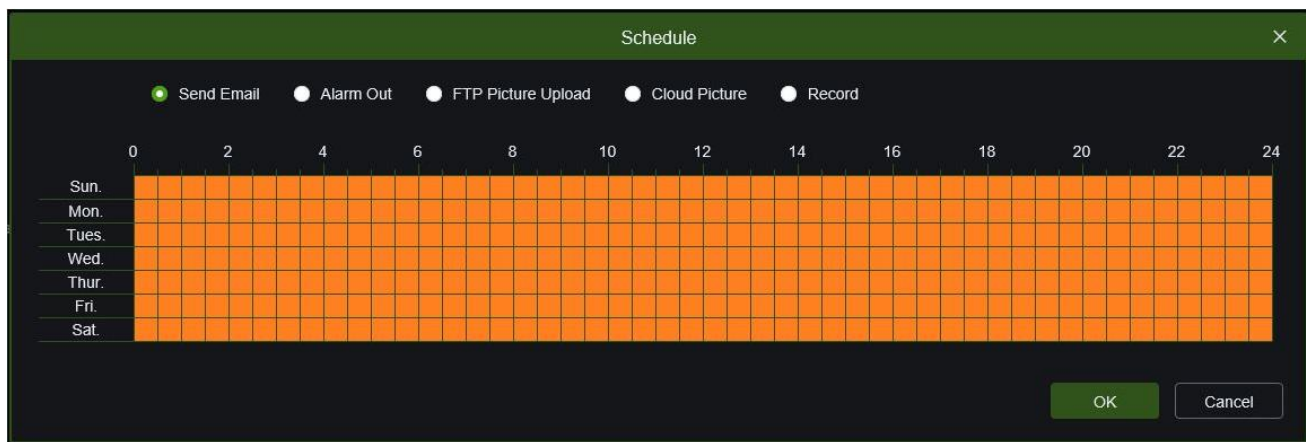 Schedule
Send Email Alarm Out FTP Picture Upload Cloud Picture Record
0 2 4 6 8 10 12 14 16 18 20 22 24
Sun.
Mon.
Tues.
Wed.
Thur.
Fri.
Sat.
OK Cancel